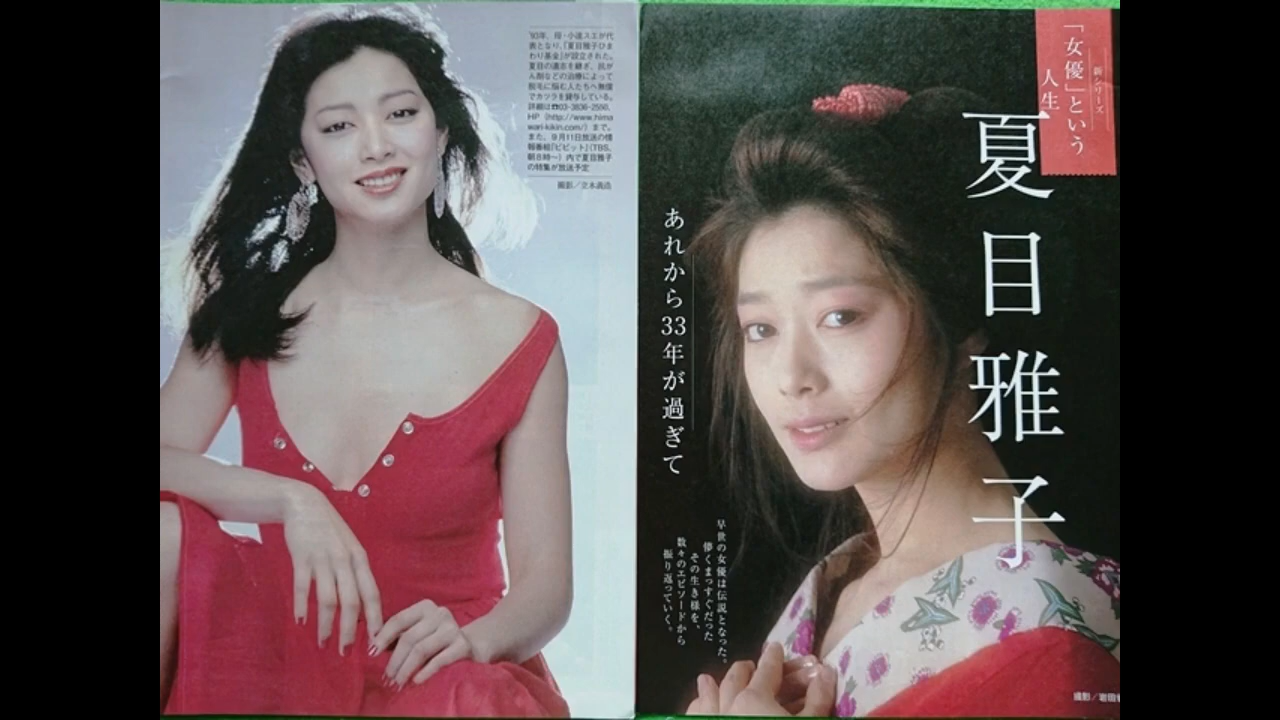 新シリーズ
「女優」という
人生
夏目雅子
あれから33年が過ぎて
早世の女優は伝説となった。
儚くまっすぐだった
その生き様を、
数々のエピソードから
振り返っていく。
撮影／
'93年、母・小達スエが代
表となり、「夏目雅子ひま
わり基金」が設立された。
夏目の遺志を継ぎ、抗が
ん剤などの治療によって
脱毛に悩む人たちへ無償
でカツラを貸与している。
詳細は☎03-3836-2550、
HP（http://www.hima
wari-kikin.com/）まで。
また、9月11日放送の情
報番組『ビビット』（TBS、
朝8時〜）内で夏目雅子
の特集が放送予定
撮影／立木義浩